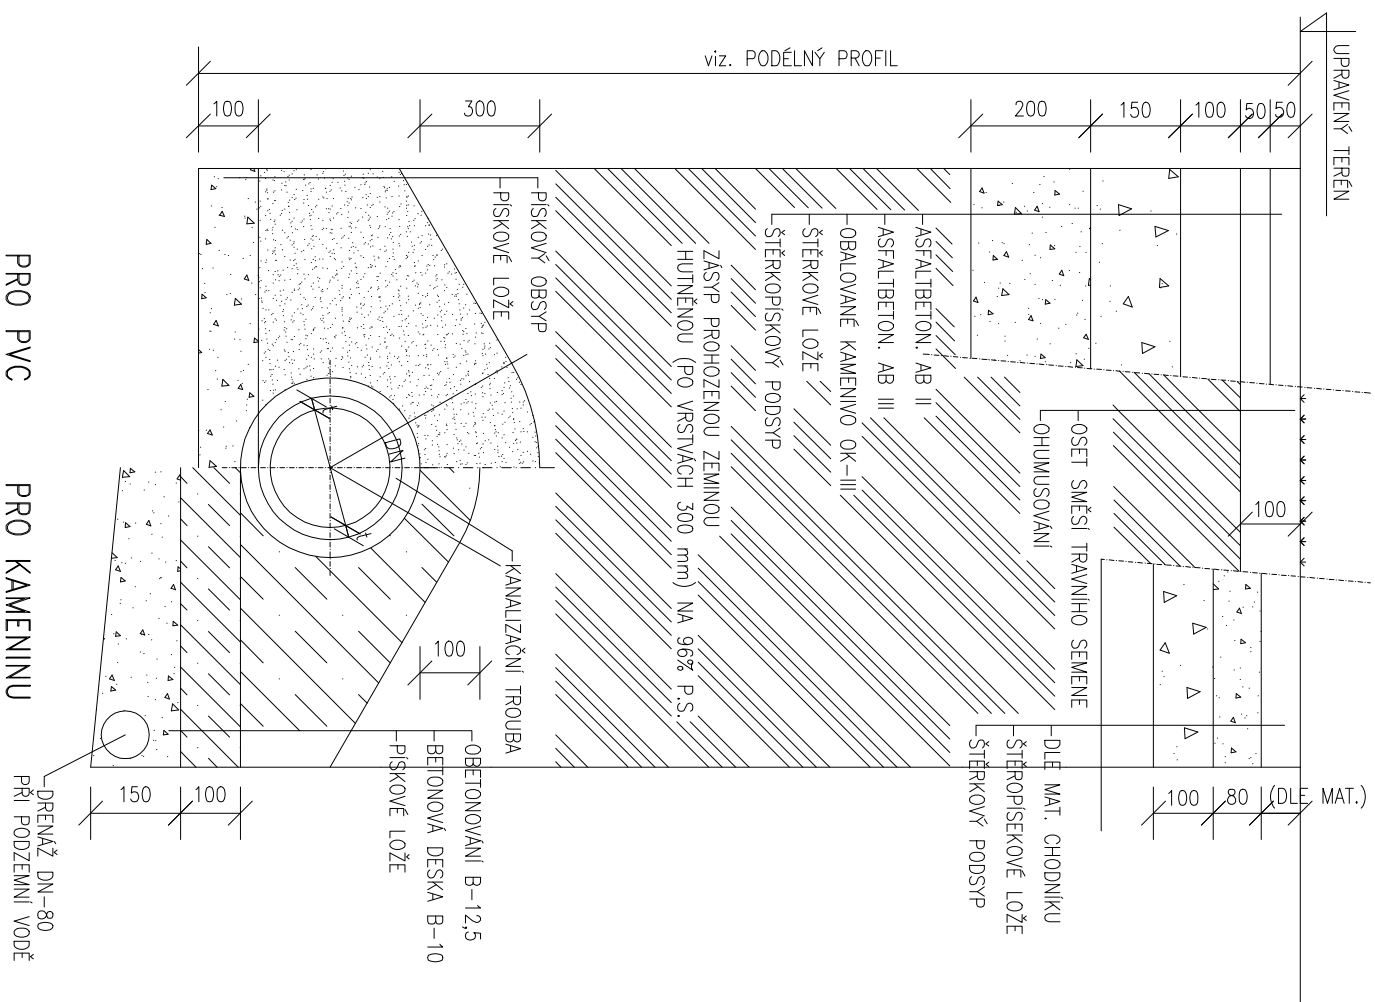 UPRAVENÝ TERÉN
viz. PODÉLNÝ PROFIL
100
300
200
150
100
50
50
ASFALTBETON. AB II
ASFALTBETON. AB III
OBALOVANÉ KAMENIVO OK-III
ŠTĚRKOVÉ LOŽE
ŠTĚRKOPÍSKOVÝ PODSYP
OSET SMĚSÍ TRAVNÍHO SEMENE
OHUMUSOVÁNÍ
100
ZÁSYP PROHOZENOU ZEMINOU
HUTNĚNOU (PO VRSTVÁCH 300 mm) NA 96% P.S.
PÍSKOVÝ OBSYP
PÍSKOVÉ LOŽE
DN
t
t
KANALIZAČNÍ TROUBA
100
DLE MAT. CHODNÍKU
ŠTĚROPÍSEKOVÉ LOŽE
ŠTĚRKOVÝ PODSYP
100
80
(DLE MAT.)
OBETONOVÁNÍ B-12,5
BETONOVÁ DESKA B-10
PÍSKOVÉ LOŽE
150
100
DRENÁŽ DN-80
PŘI PODZEMNÍ VODĚ
PRO PVC
PRO KAMENINU